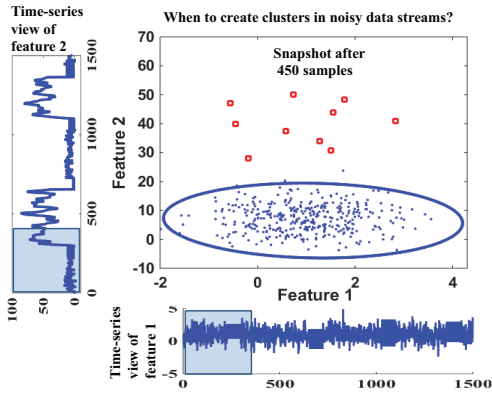 Time-series
view of
feature 2
When to create clusters in noisy data streams?
Snapshot after
450 samples
70
60
50
40
30
20
10
0
-10
Feature 2
-2
0
2
4
Feature 1
1500
1000
500
0
100
50
0
Time-series
view of
feature 1
5
0
-5
0
500
1000
1500